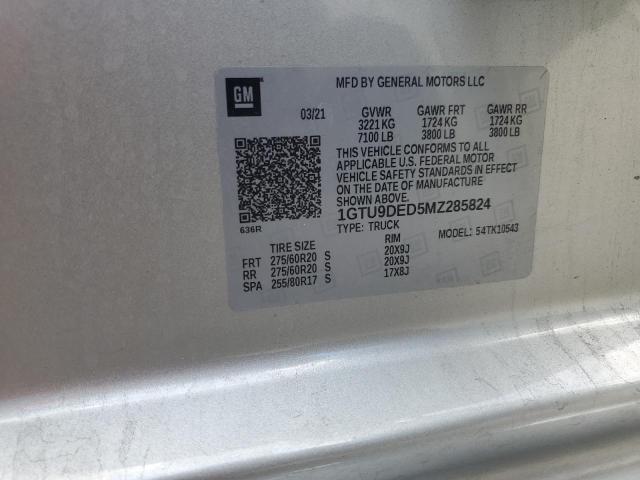 GM
MFD BY GENERAL MOTORS LLC
03/21 GVWR GAWR FRT GAWR RR
3221 KG 1724 KG 1724 KG
7100 LB 3800 LB 3800 LB
THIS VEHICLE CONFORMS TO ALL
APPLICABLE U.S. FEDERAL MOTOR
VEHICLE SAFETY STANDARDS IN EFFECT
ON THE DATE OF MANUFACTURE
SHOWN ABOVE.
1GTU9DED5MZ285824
636R
TYPE: TRUCK MODEL: 54TK10543
TIRE SIZE RIM
FRT 275/60R20 S 20X9J
RR 275/60R20 S 20X9J
SPA 255/80R17 S 17X8J